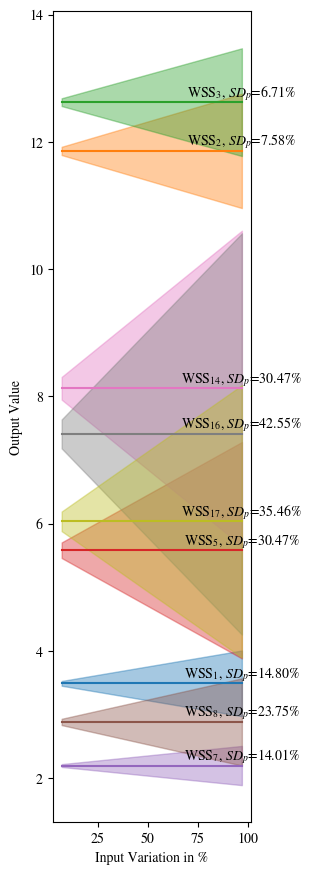 14
WSS3, SDp=6.71%
WSS2, SDp=7.58%
12
10
WSS14, SDp=30.47%
8
WSS16, SDp=42.55%
WSS17, SDp=35.46%
6
WSS5, SDp=30.47%
4
WSS1, SDp=14.80%
WSS8, SDp=23.75%
WSS7, SDp=14.01%
2
Output Value
25 50 75 100
Input Variation in %